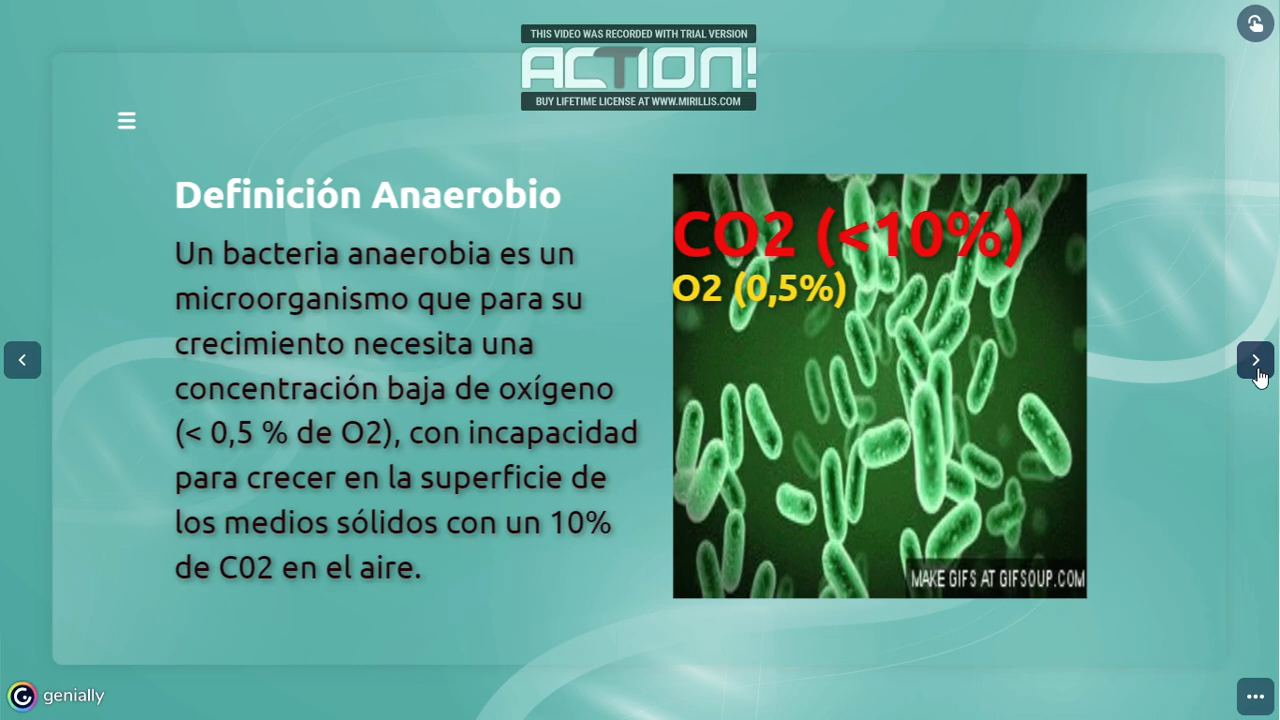 THIS VIDEO WAS RECORDED WITH TRIAL VERSION
ACTION!
BUY LIFETIME LICENSE AT WWW.MIRILLIS.COM
Definición Anaerobio
Un bacteria anaerobia es un
microorganismo que para su
crecimiento necesita una
concentración baja de oxígeno
(< 0,5 % de O2), con incapacidad
para crecer en la superficie de
los medios sólidos con un 10%
de C02 en el aire.
CO2 (<10%)
O2 (0,5%)
MAKE GIFS AT GIFSOUP.COM
genially